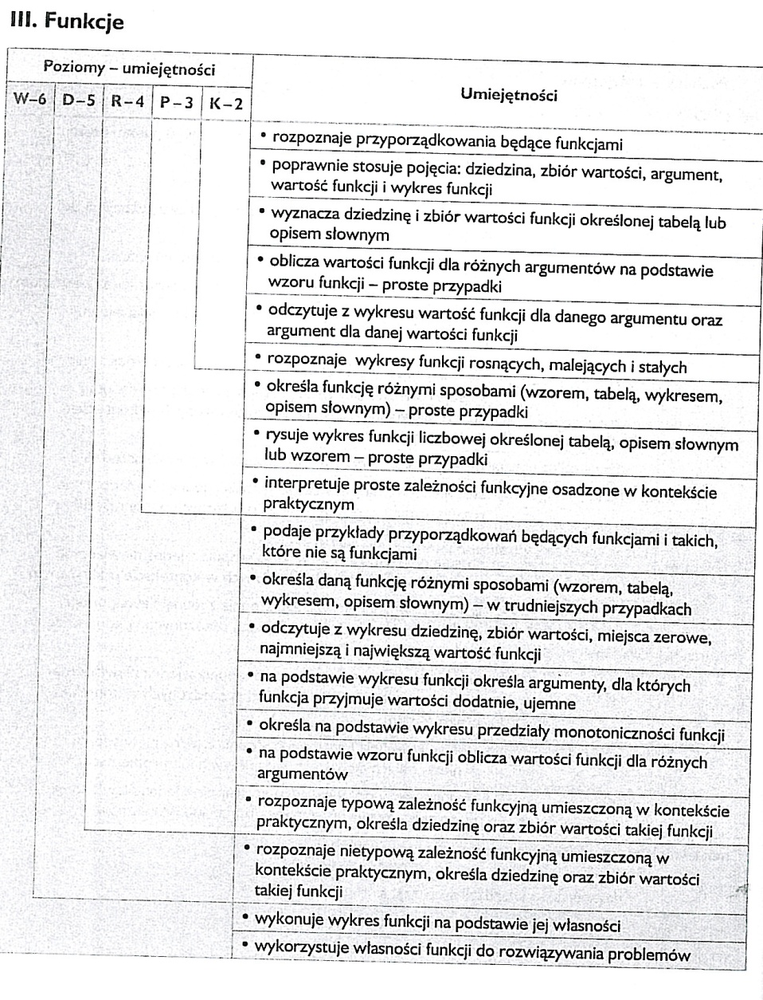 III. Funkcje
Poziomy – umiejętności
Umiejętności
W–6 D–5 R–4 P–3 K–2
• rozpoznaje przyporządkowania będące funkcjami
• poprawnie stosuje pojęcia: dziedzina, zbiór wartości, argument,
wartość funkcji i wykres funkcji
• wyznacza dziedzinę i zbiór wartości funkcji określonej tabelą lub
opisem słownym
• oblicza wartości funkcji dla różnych argumentów na podstawie
wzoru funkcji – proste przypadki
• odczytuje z wykresu wartość funkcji dla danego argumentu oraz
argument dla danej wartości funkcji
• rozpoznaje wykresy funkcji rosnących, malejących i stałych
• określa funkcję różnymi sposobami (wzorem, tabelą, wykresem,
opisem słownym) – proste przypadki
• rysuje wykres funkcji liczbowej określonej tabelą, opisem słownym
lub wzorem – proste przypadki
• interpretuje proste zależności funkcyjne osadzone w kontekście
praktycznym
• podaje przykłady przyporządkowań będących funkcjami i takich,
które nie są funkcjami
• określa daną funkcję różnymi sposobami (wzorem, tabelą,
wykresem, opisem słownym) – w trudniejszych przypadkach
• odczytuje z wykresu dziedzinę, zbiór wartości, miejsca zerowe,
najmniejszą i największą wartość funkcji
• na podstawie wykresu funkcji określa argumenty, dla których
funkcja przyjmuje wartości dodatnie, ujemne
• określa na podstawie wykresu przedziały monotoniczności funkcji
• na podstawie wzoru funkcji oblicza wartości funkcji dla różnych
argumentów
• rozpoznaje typową zależność funkcyjną umieszczoną w kontekście
praktycznym, określa dziedzinę oraz zbiór wartości takiej funkcji
• rozpoznaje nietypową zależność funkcyjną umieszczoną w
kontekście praktycznym, określa dziedzinę oraz zbiór wartości
takiej funkcji
• wykonuje wykres funkcji na podstawie jej własności
• wykorzystuje własności funkcji do rozwiązywania problemów